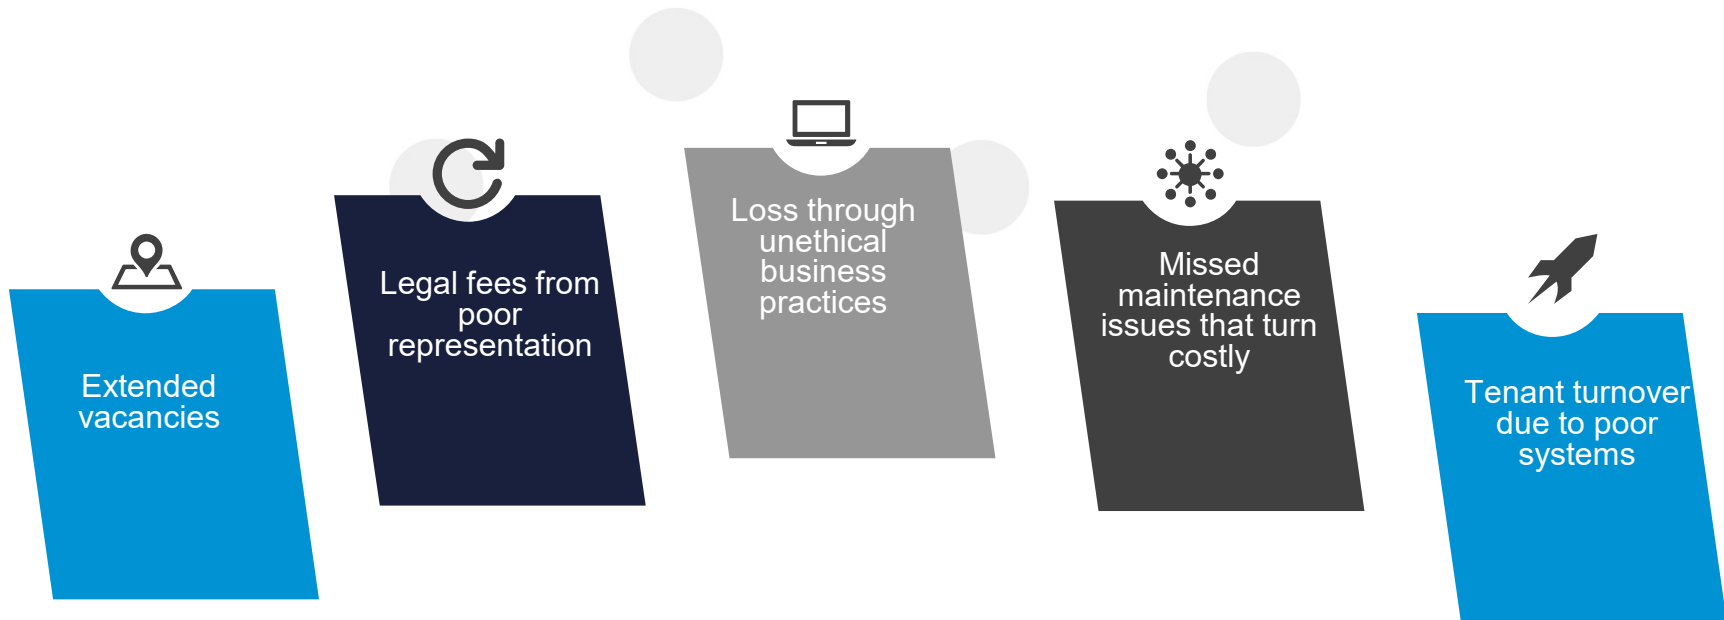 Extended
vacancies
Legal fees from
poor
representation
Loss through
unethical
business
practices
Missed
maintenance
issues that turn
costly
Tenant turnover
due to poor
systems